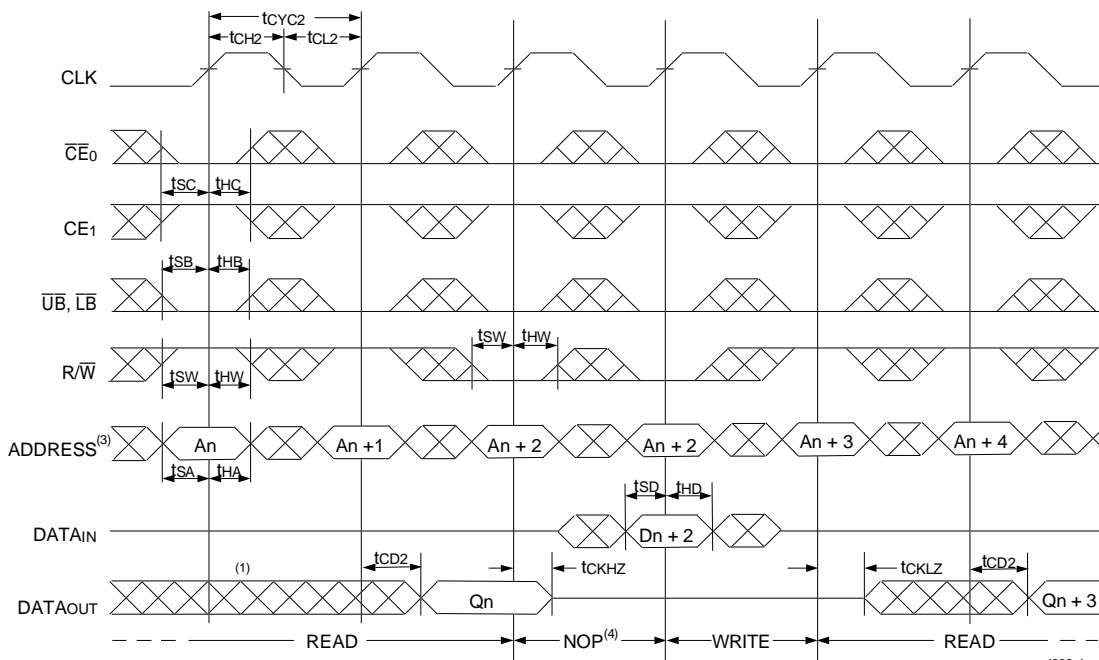 tCYC2
tCH2 tCL2
CLK
CE0
tSC tHC
CE1
tSB tHB
UB, LB
tSW tHW
R/W
tSW tHW
ADDRESS(3) An An +1 An + 2 An + 2 An + 3 An + 4
tSA tHA
tSD tHD
DATAIN Dn + 2
(1) tCD2 tCKHZ tCKLZ tCD2
DATAOUT Qn Qn + 3
READ NOP(4) WRITE READ